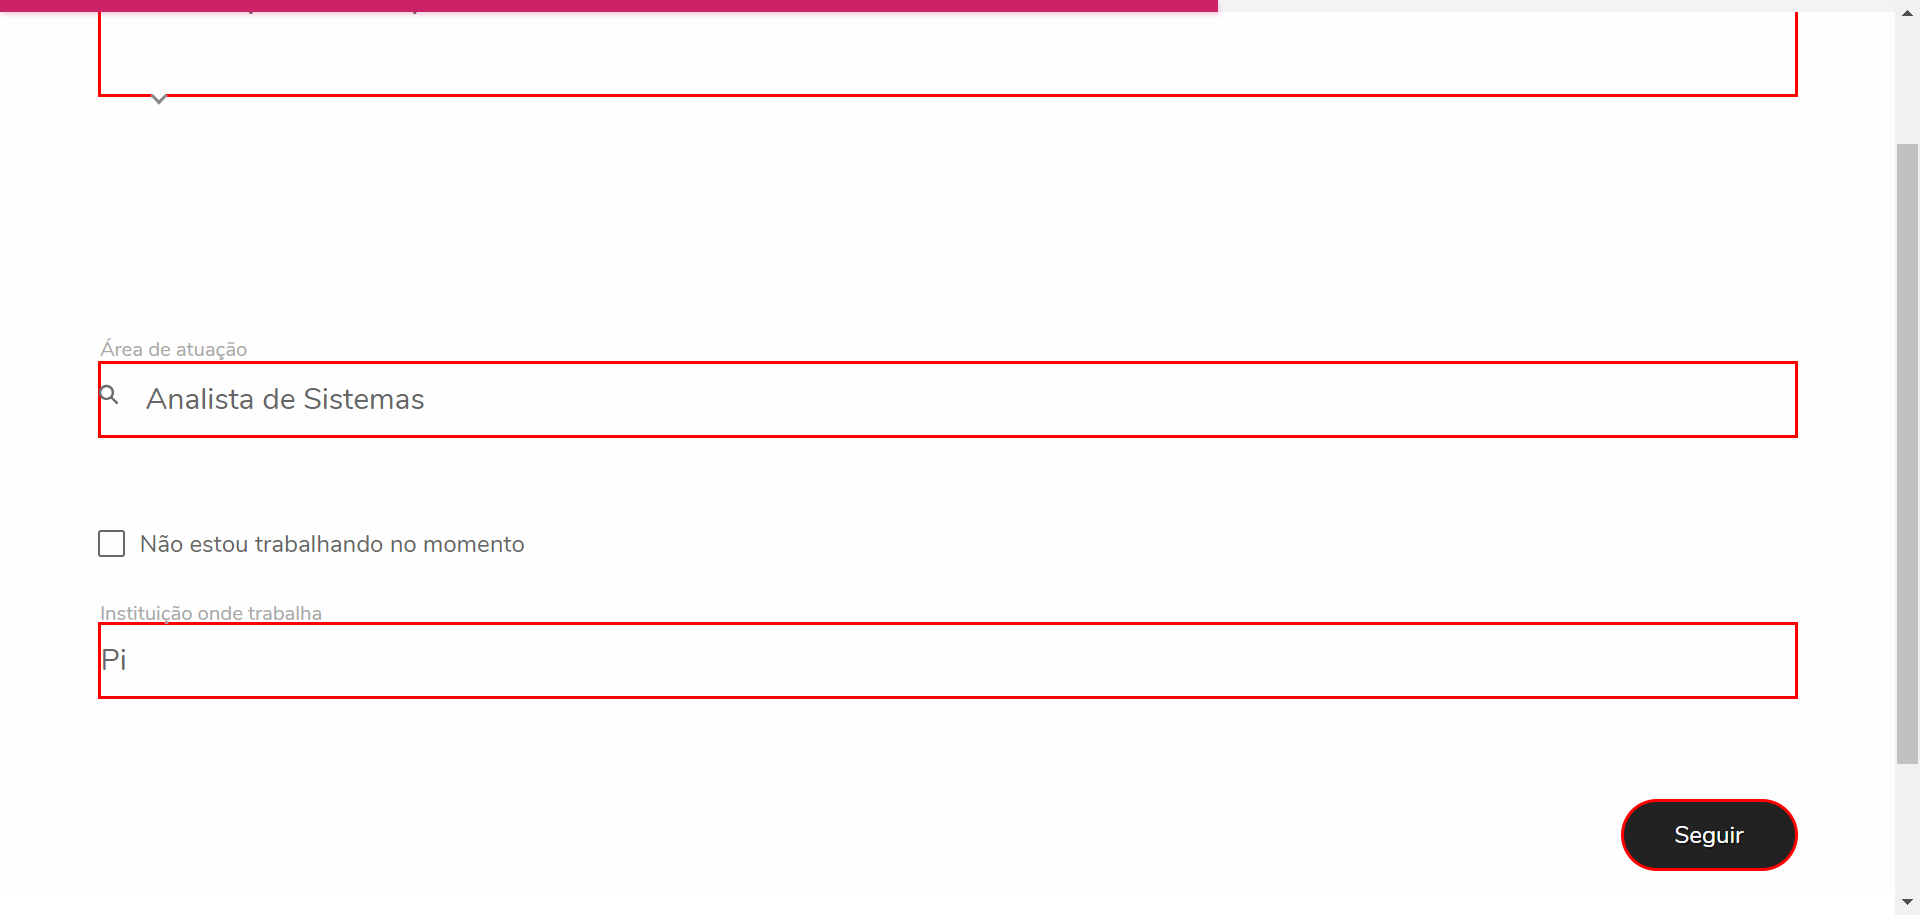 Área de atuação
Analista de Sistemas
Não estou trabalhando no momento
Instituição onde trabalha
Pi
Seguir